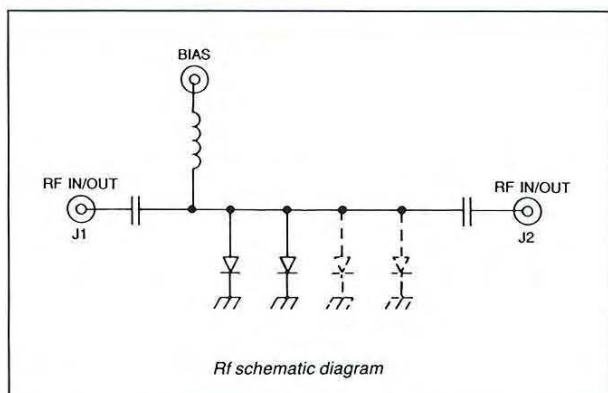 BIAS
RF IN/OUT
J1
RF IN/OUT
J2
Rf schematic diagram